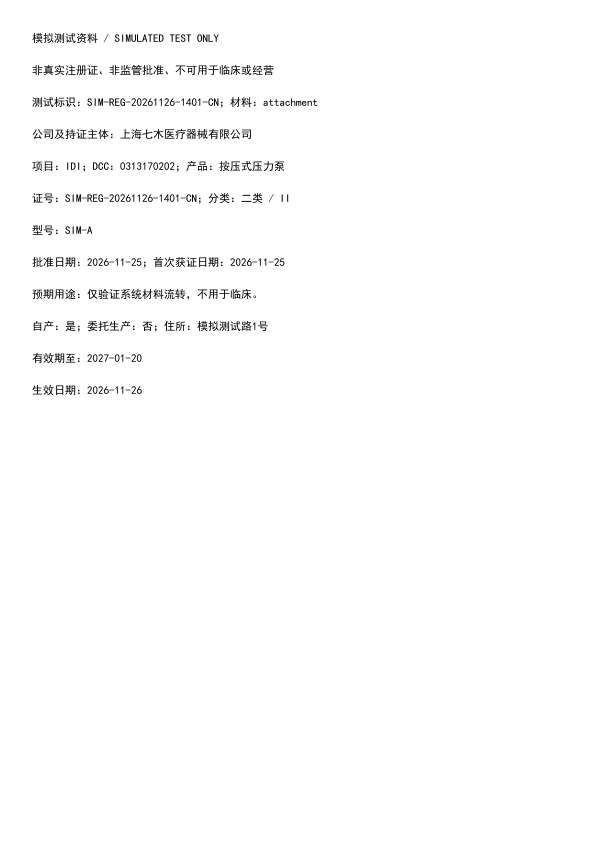 模拟测试资料 / SIMULATED TEST ONLY
非真实注册证、非监管批准、不可用于临床或经营
测试标识：SIM-REG-20261126-1401-CN；材料：attachment
公司及持证主体：上海七木医疗器械有限公司
项目：IDI；DCC：0313170202；产品：按压式压力泵
证号：SIM-REG-20261126-1401-CN；分类：二类 / II
型号：SIM-A
批准日期：2026-11-25；首次获证日期：2026-11-25
预期用途：仅验证系统材料流转，不用于临床。
自产：是；委托生产：否；住所：模拟测试路1号
有效期至：2027-01-20
生效日期：2026-11-26